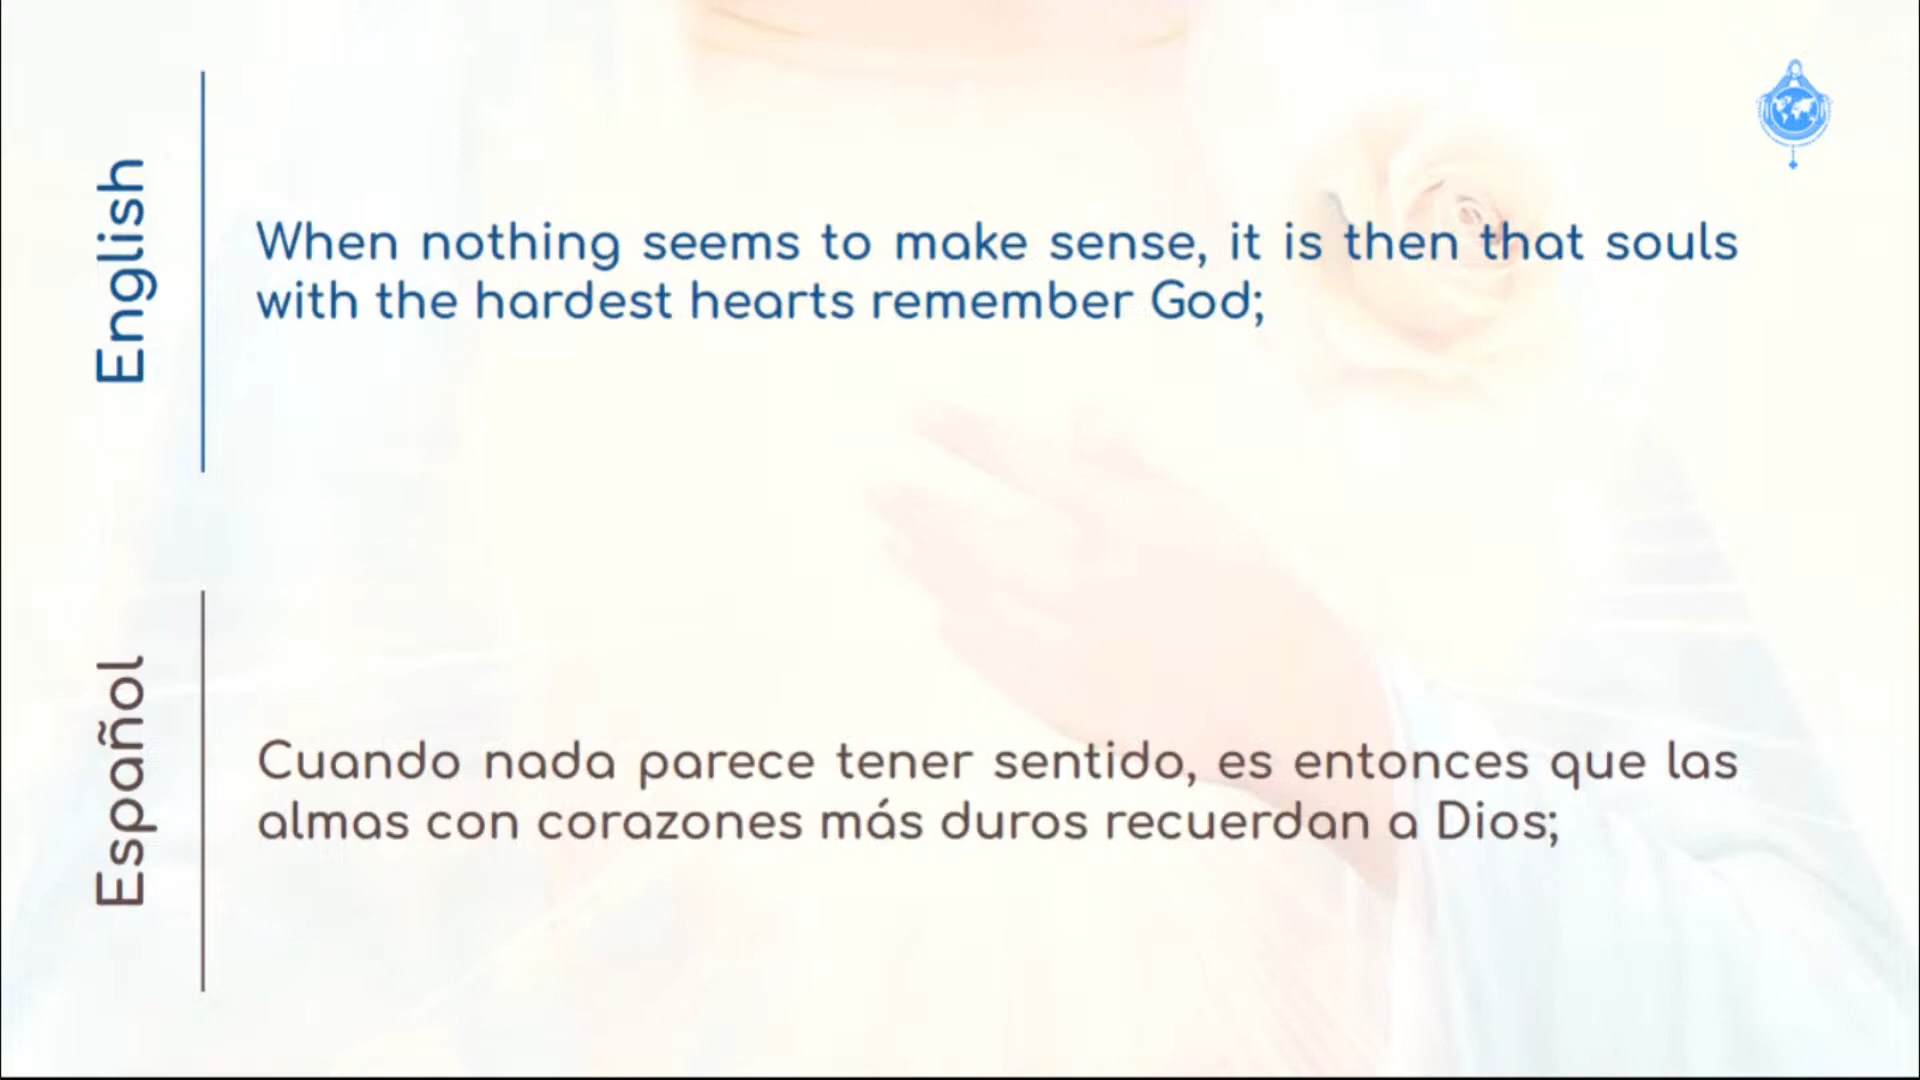 English
When nothing seems to make sense, it is then that souls
with the hardest hearts remember God;
Español
Cuando nada parece tener sentido, es entonces que las
almas con corazones más duros recuerdan a Dios;